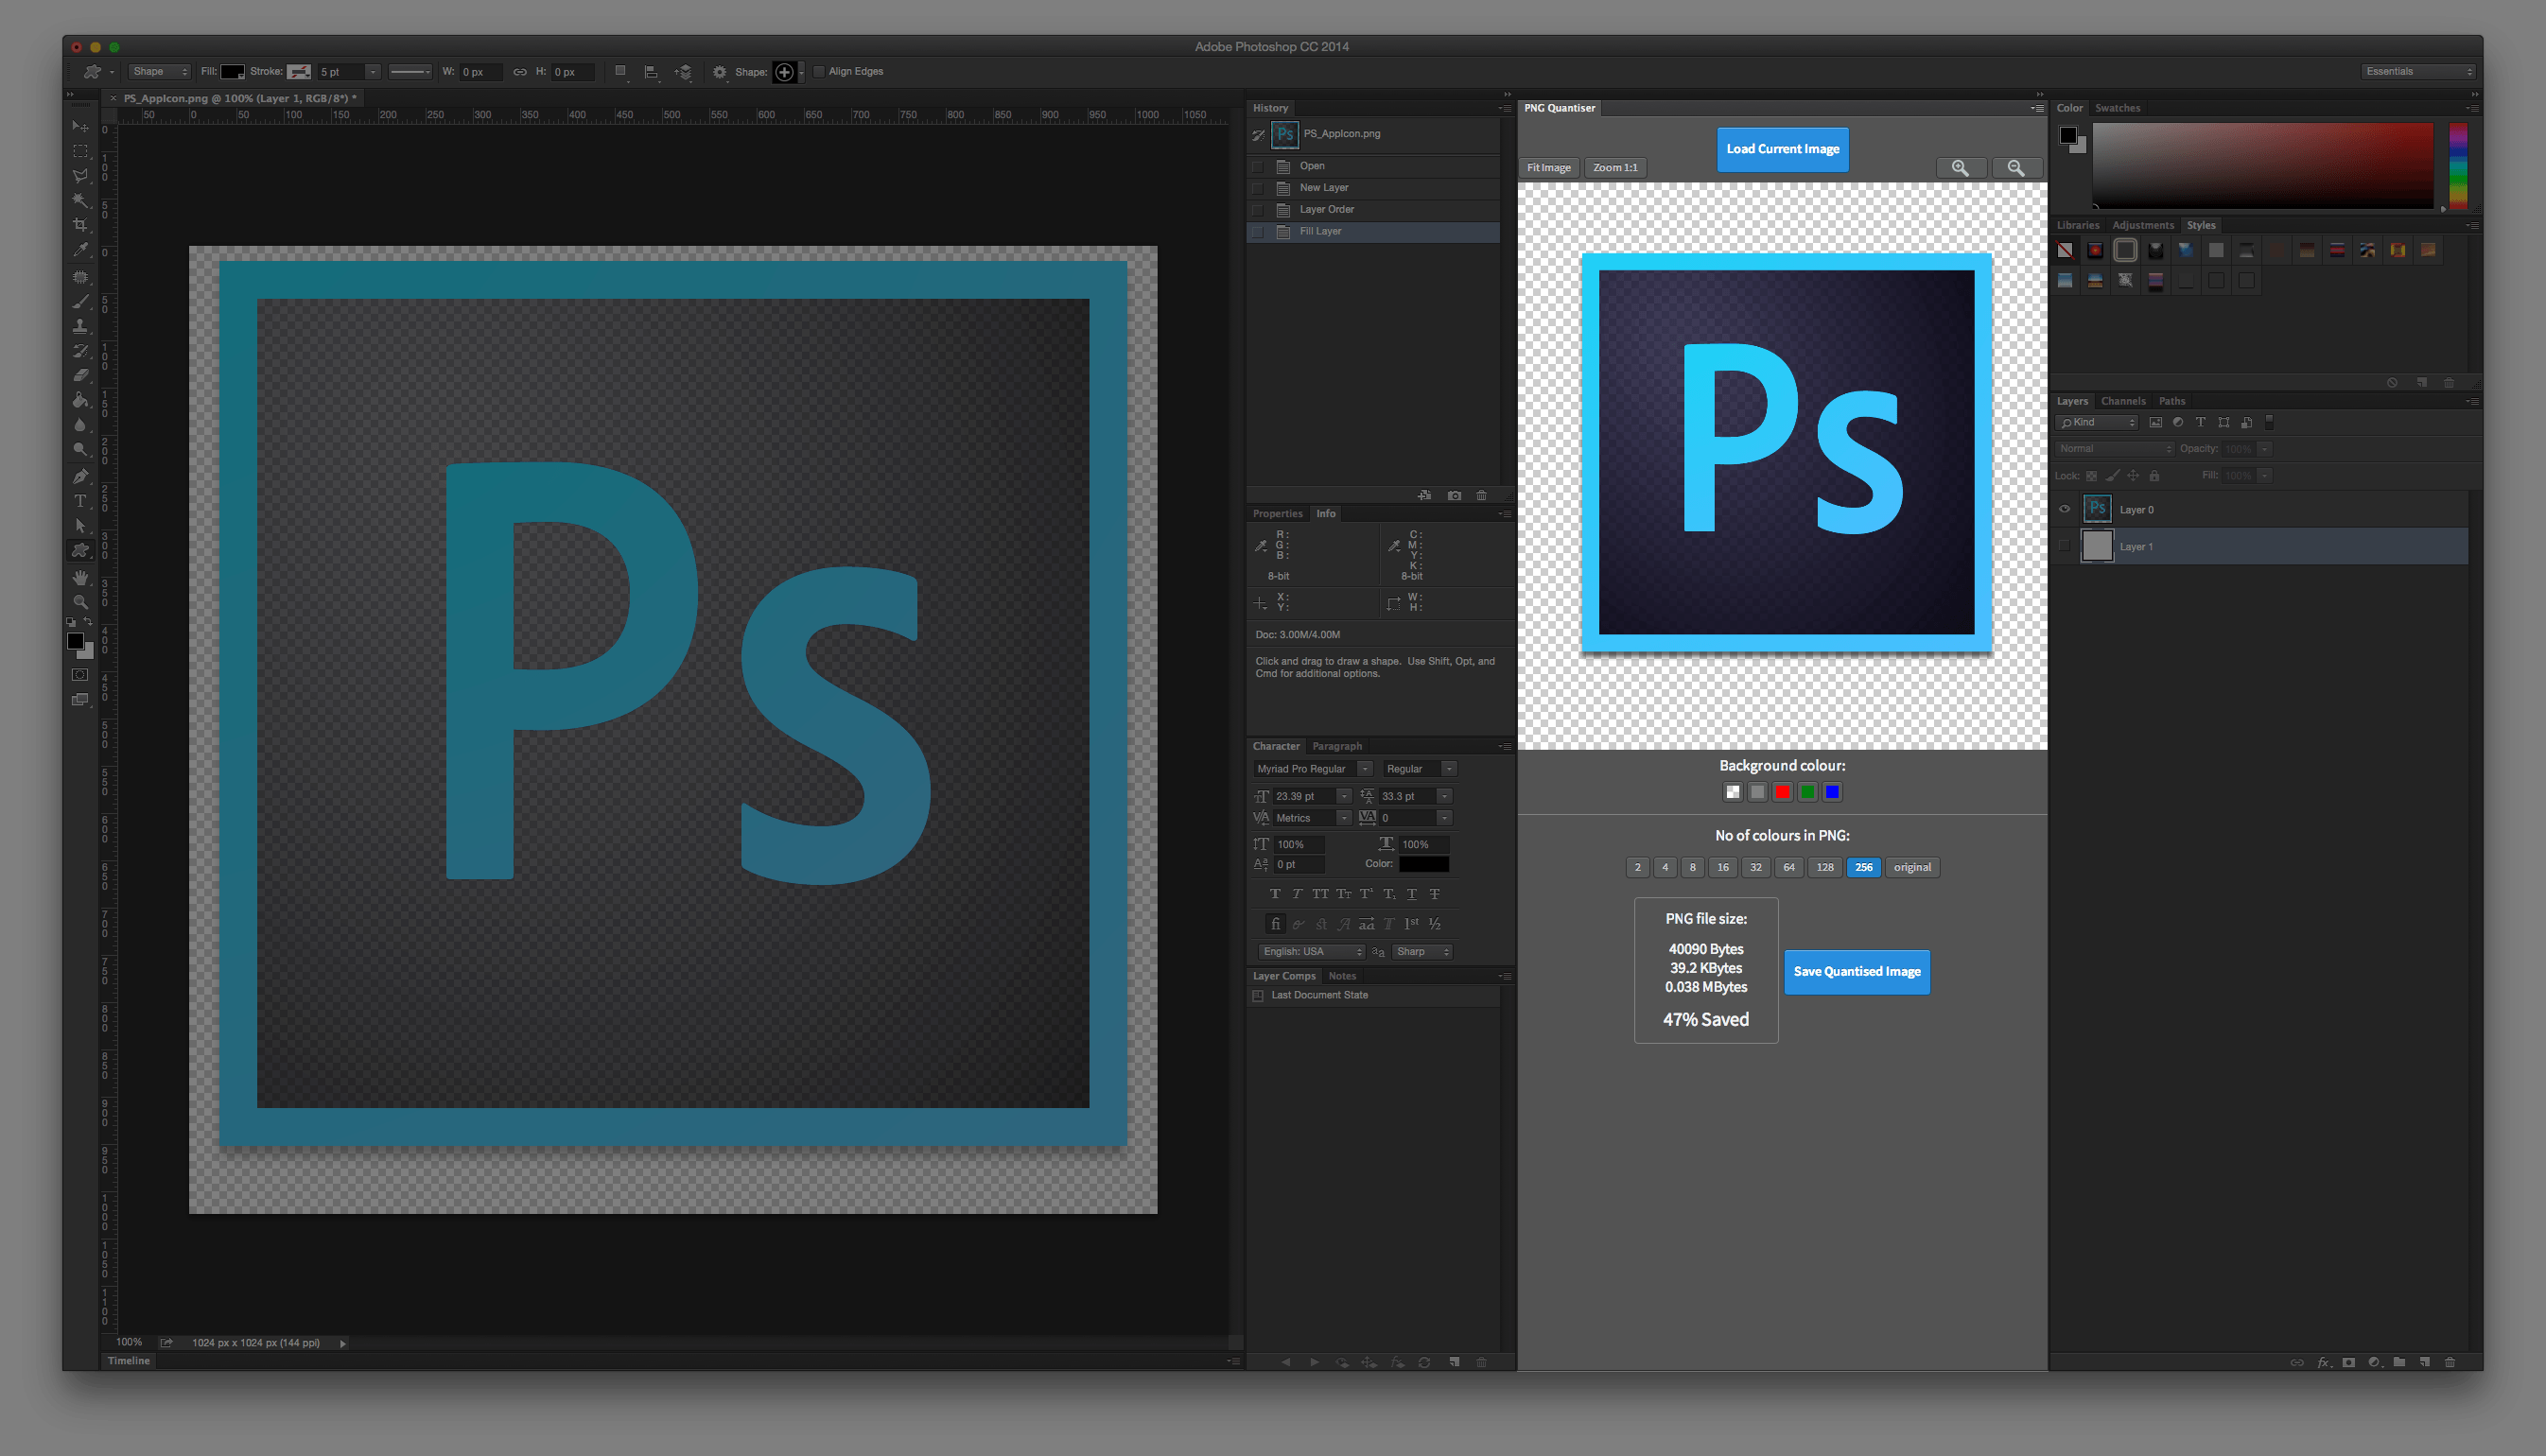 Adobe Photoshop CC 2014
Shape Fill: Stroke: 5 pt W: 0 px H: 0 px Shape: Align Edges Essentials
PS_AppIcon.png @ 100% (Layer 1, RGB/8*) *
50 0 50 100 150 200 250 300 350 400 450 500 550 600 650 700 750 800 850 900 950 1000 1050
Ps
100% 1024 px x 1024 px (144 ppi)
Timeline
History
PS_AppIcon.png
Open
New Layer
Layer Order
Fill Layer
Properties Info
R: C:
G: M:
B: Y:
K:
8-bit 8-bit
X: W:
Y: H:
Doc: 3.00M/4.00M
Click and drag to draw a shape. Use Shift, Opt, and
Cmd for additional options.
Character Paragraph
Myriad Pro Regular Regular
23.39 pt 33.3 pt
Metrics 0
100% 100%
0 pt Color:
English: USA Sharp
Layer Comps Notes
Last Document State
PNG Quantiser
Load Current Image
Fit Image Zoom 1:1
Ps
Background colour:
No of colours in PNG:
2 4 8 16 32 64 128 256 original
PNG file size:
40090 Bytes
39.2 KBytes
0.038 MBytes
47% Saved
Save Quantised Image
Color Swatches
Libraries Adjustments Styles
Layers Channels Paths
Kind
Normal Opacity: 100%
Lock: Fill: 100%
Layer 0
Layer 1